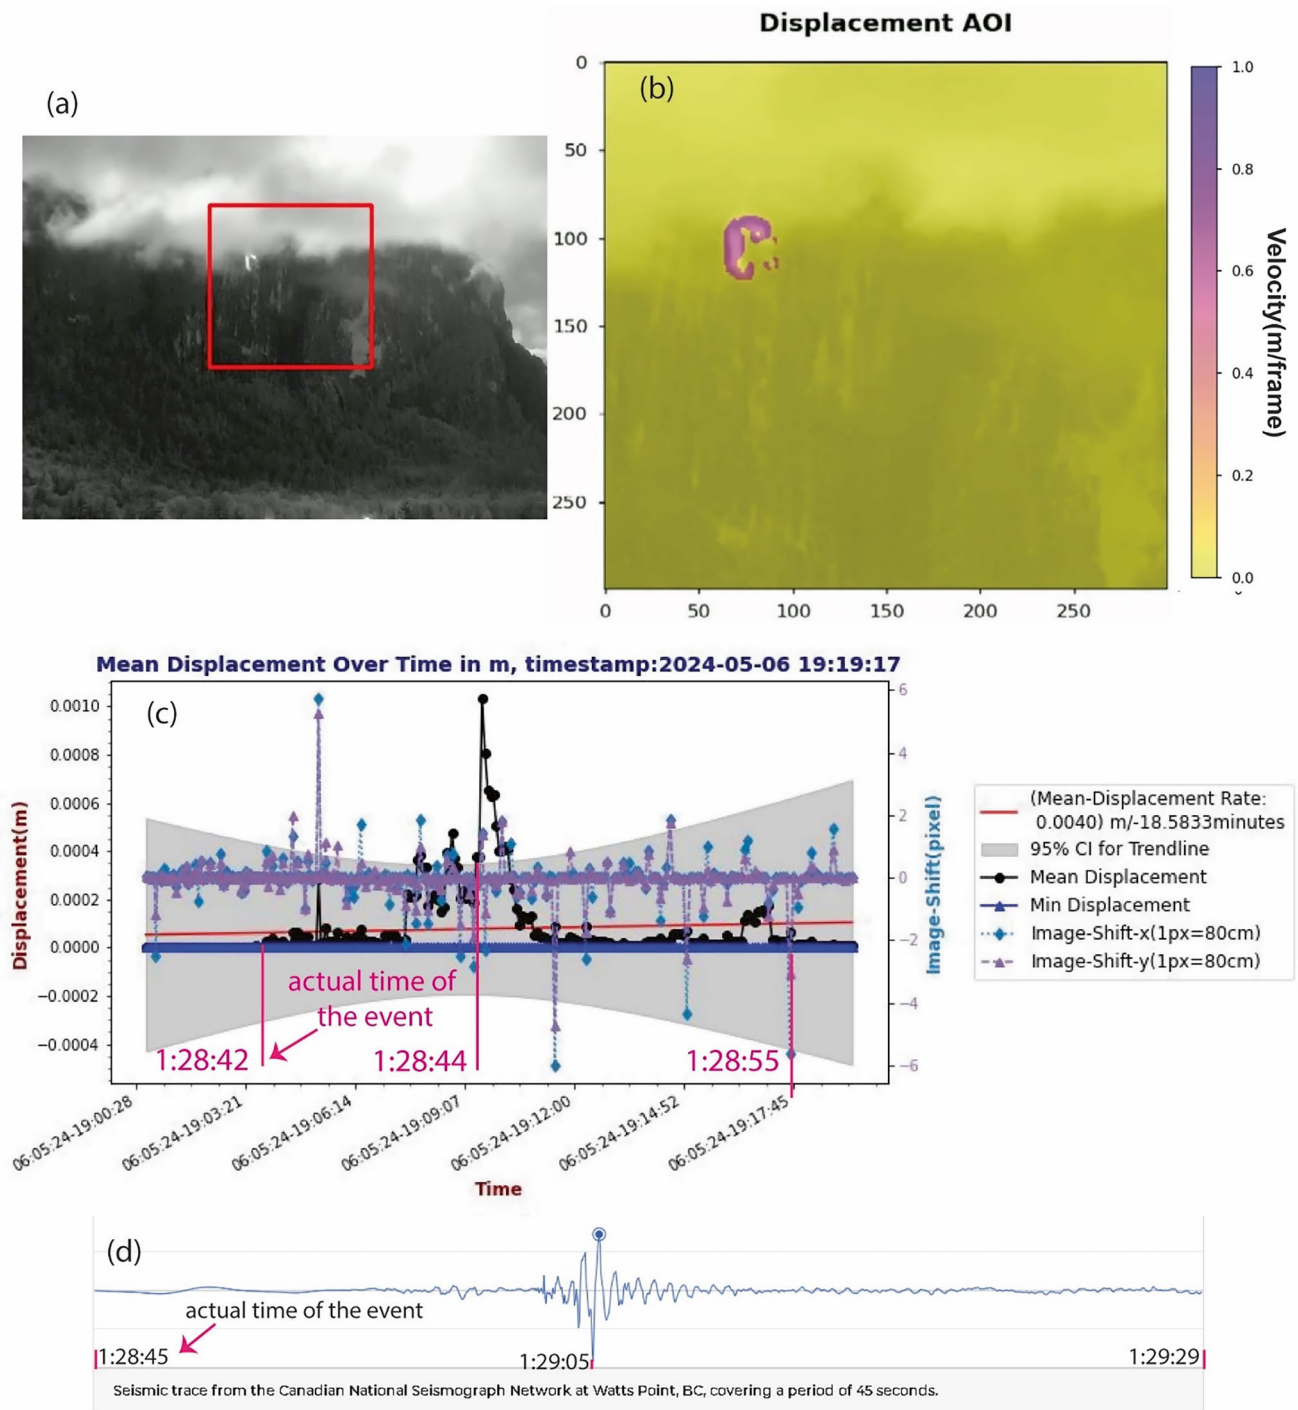 Displacement AOI
(a)
(b)
0
50
100
150
200
250
0
50
100
150
200
250
1.0
0.8
0.6
0.4
0.2
0.0
Velocity(m/frame)
Mean Displacement Over Time in m, timestamp:2024-05-06 19:19:17
(c)
0.0010
0.0008
0.0006
0.0004
0.0002
0.0000
−0.0002
−0.0004
Displacement(m)
6
4
2
0
−2
−4
−6
Image-Shift(pixel)
(Mean-Displacement Rate:
0.0040) m/-18.5833minutes
95% CI for Trendline
Mean Displacement
Min Displacement
Image-Shift-x(1px=80cm)
Image-Shift-y(1px=80cm)
actual time of
the event
1:28:42
1:28:44
1:28:55
06:05:24-19:00:28
06:05:24-19:03:21
06:05:24-19:06:14
06:05:24-19:09:07
06:05:24-19:12:00
06:05:24-19:14:52
06:05:24-19:17:45
Time
(d)
actual time of the event
1:28:45
1:29:05
1:29:29
Seismic trace from the Canadian National Seismograph Network at Watts Point, BC, covering a period of 45 seconds.